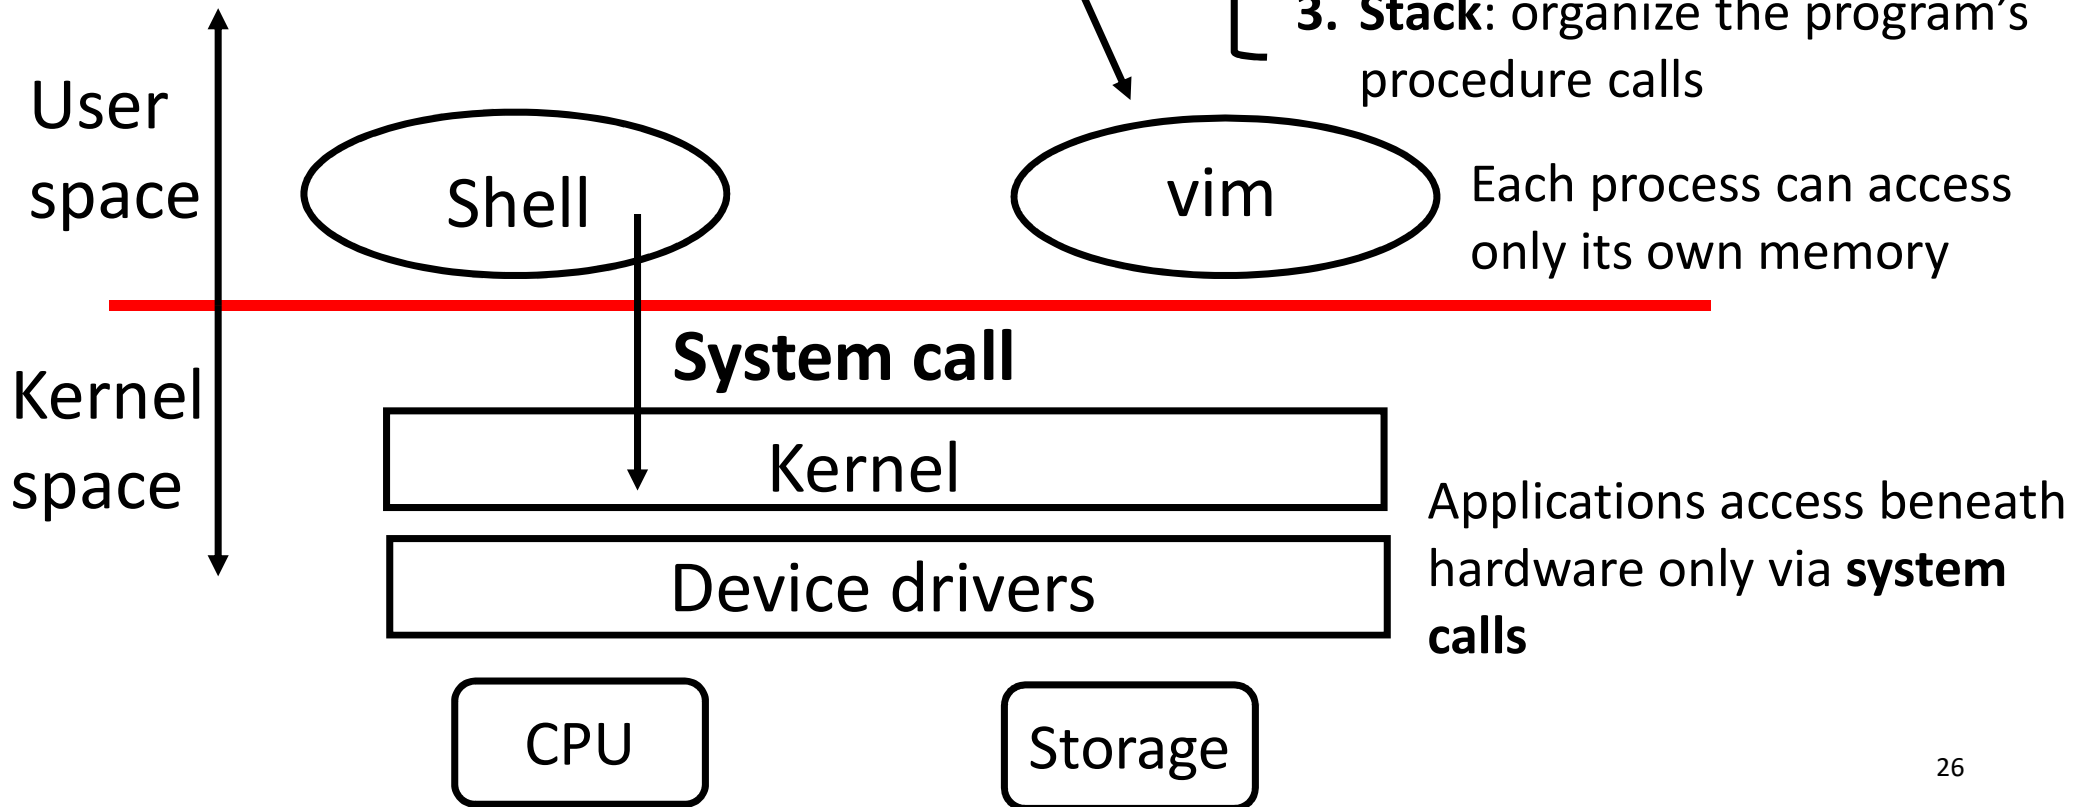 3. Stack: organize the program's
procedure calls
User
space
Shell
vim
Each process can access
only its own memory
System call
Kernel
space
Kernel
Device drivers
Applications access beneath
hardware only via system
calls
CPU
Storage
26